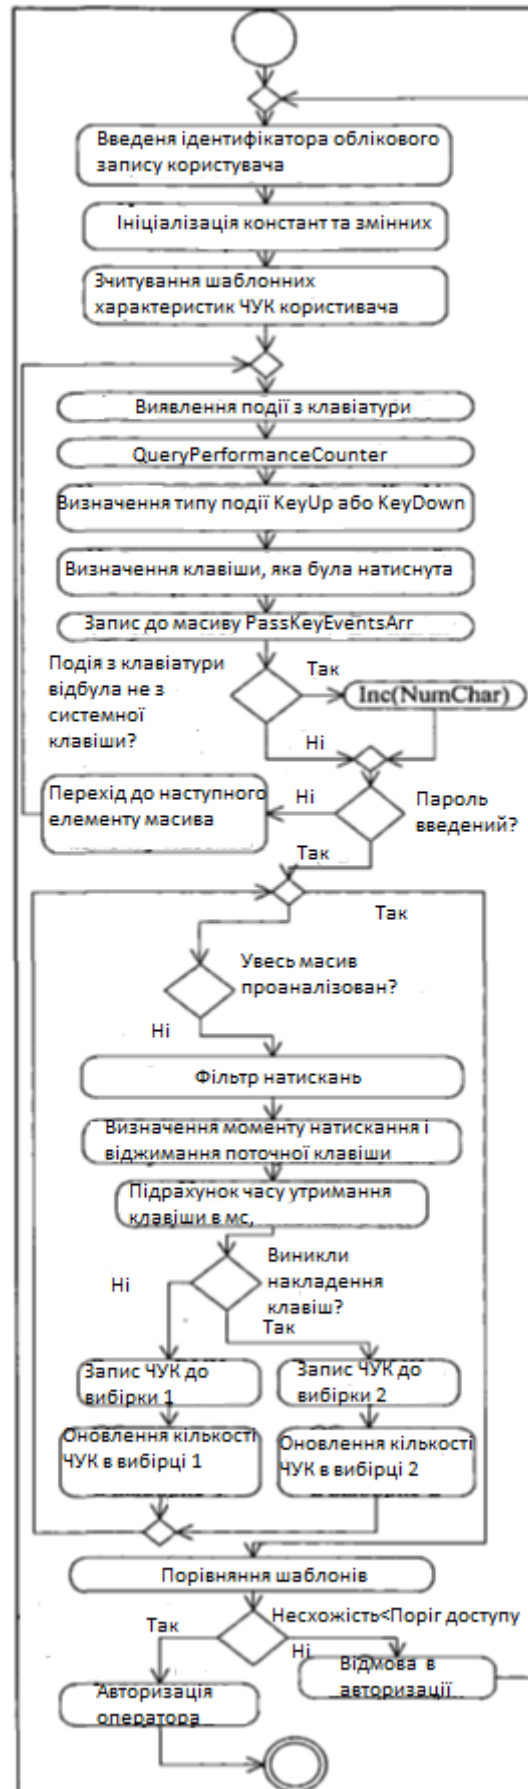 Введеня ідентифікатора облікового
запису користувача
Ініціалізація констант та змінних
Зчитування шаблонних
характеристик ЧУК користивача
Виявлення події з клавіатури
QueryPerformanceCounter
Визначення типу події KeyUp або KeyDown
Визначення клавіши, яка була натиснута
Запис до масиву PassKeyEventsArr
Подія з клавіатури
відбула не з
системної
клавіши?
Так
Inc(NumChar)
Ні
Перехід до наступного
елементу масива
Ні
Пароль
введений?
Так
Так
Увесь масив
проаналізован?
Ні
Фільтр натискань
Визначення моменту натискання і
віджимання поточної клавіши
Підрахунок часу утримання
клавіши в мс,
Виникли
накладення
клавіш?
Ні
Так
Запис ЧУК до
вибірки 1
Запис ЧУК до
вибірки 2
Оновлення кількості
ЧУК в вибірці 1
Оновлення кількості
ЧУК в вибірці 2
Порівняння шаблонів
Несхожість<Поріг доступу
Так
Ні
Відмова в
авторизації
Авторизація
оператора